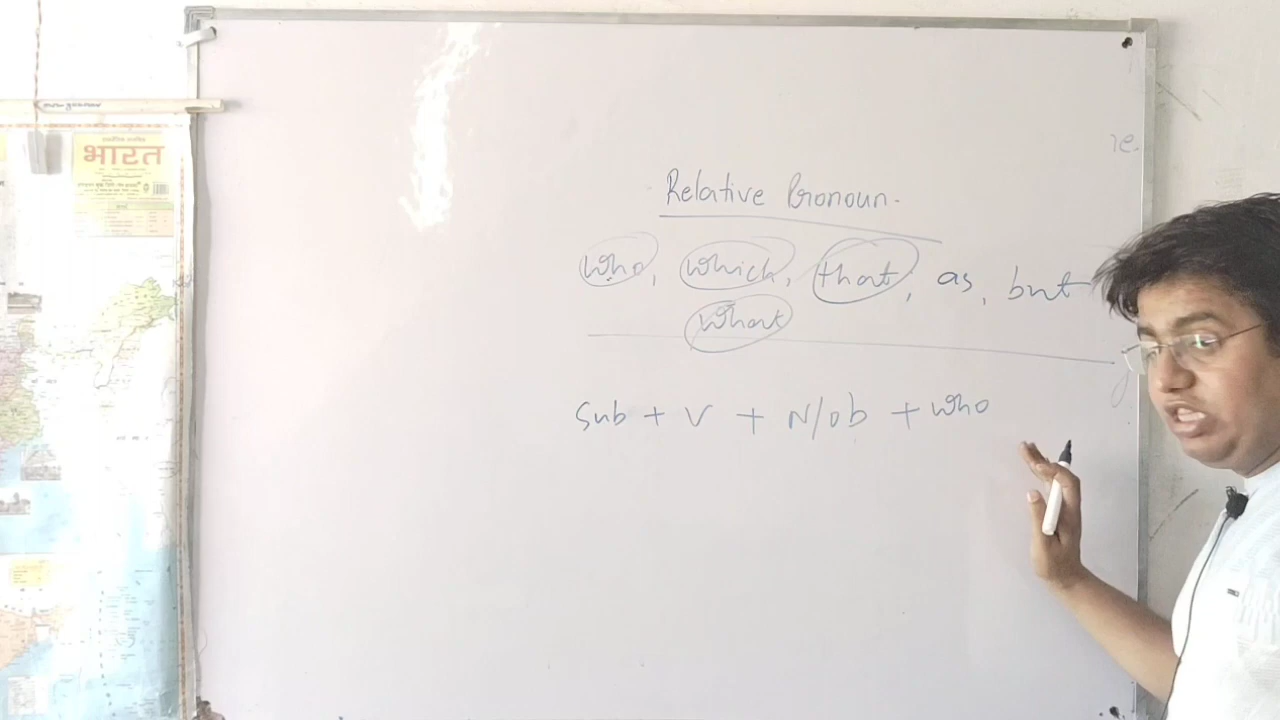 भारत
Relative Pronoun.
who, which, that, as, but
what
Sub + V + N/ob + who